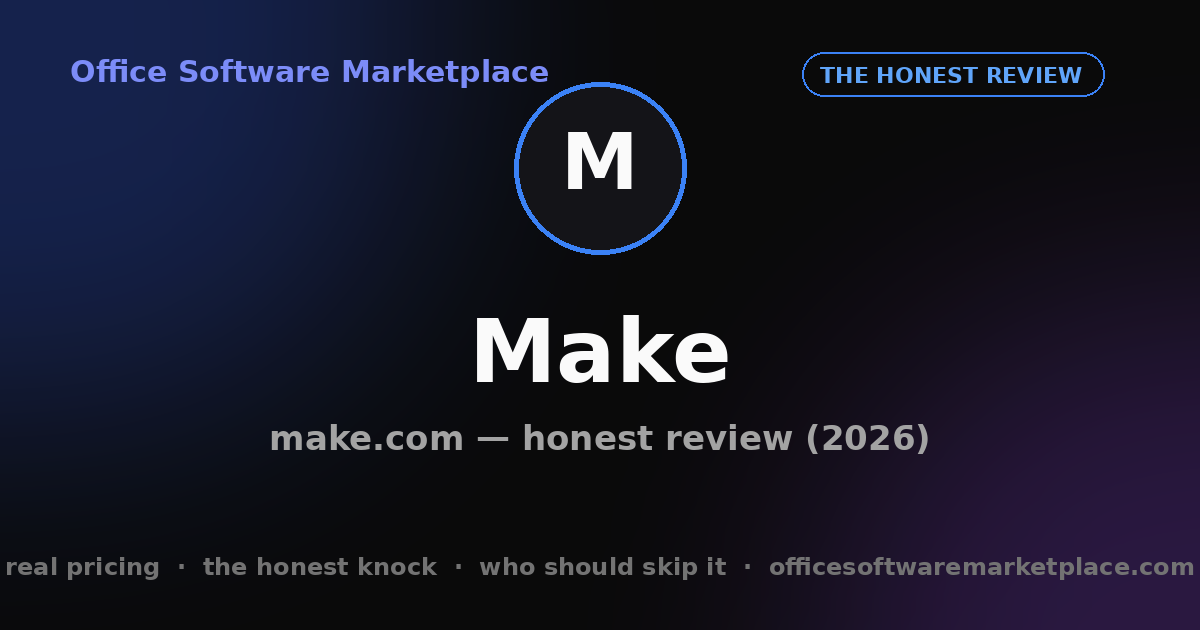 Office Software Marketplace
THE HONEST REVIEW
M
Make
make.com — honest review (2026)
real pricing · the honest knock · who should skip it · officesoftwaremarketplace.com